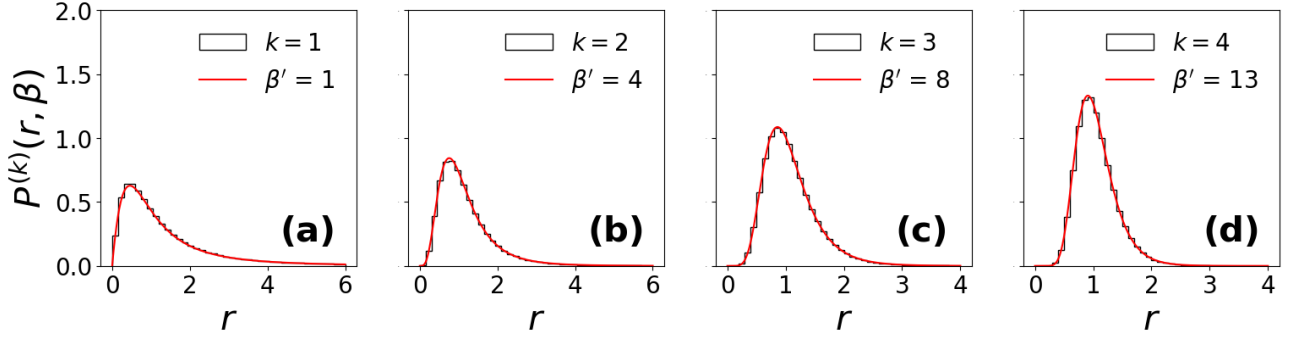 P^{(k)}(r, β)
2.0
1.5
1.0
0.5
0.0
k = 1
β′ = 1
(a)
0 2 4 6
r
k = 2
β′ = 4
(b)
0 2 4 6
r
k = 3
β′ = 8
(c)
0 1 2 3 4
r
k = 4
β′ = 13
(d)
0 1 2 3 4
r